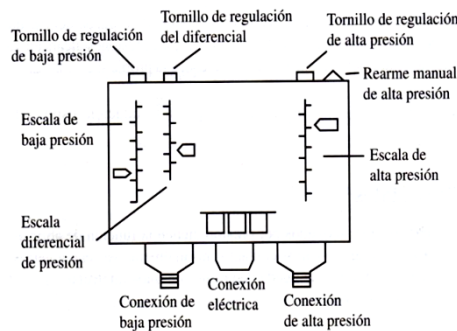 Tornillo de regulación
de baja presión
Tornillo de regulación
del diferencial
Tornillo de regulación
de alta presión
Rearme manual
de alta presión
Escala de
baja presión
Escala de
alta presión
Escala
diferencial
de presión
Conexión de
baja presión
Conexión
eléctrica
Conexión
de alta presión